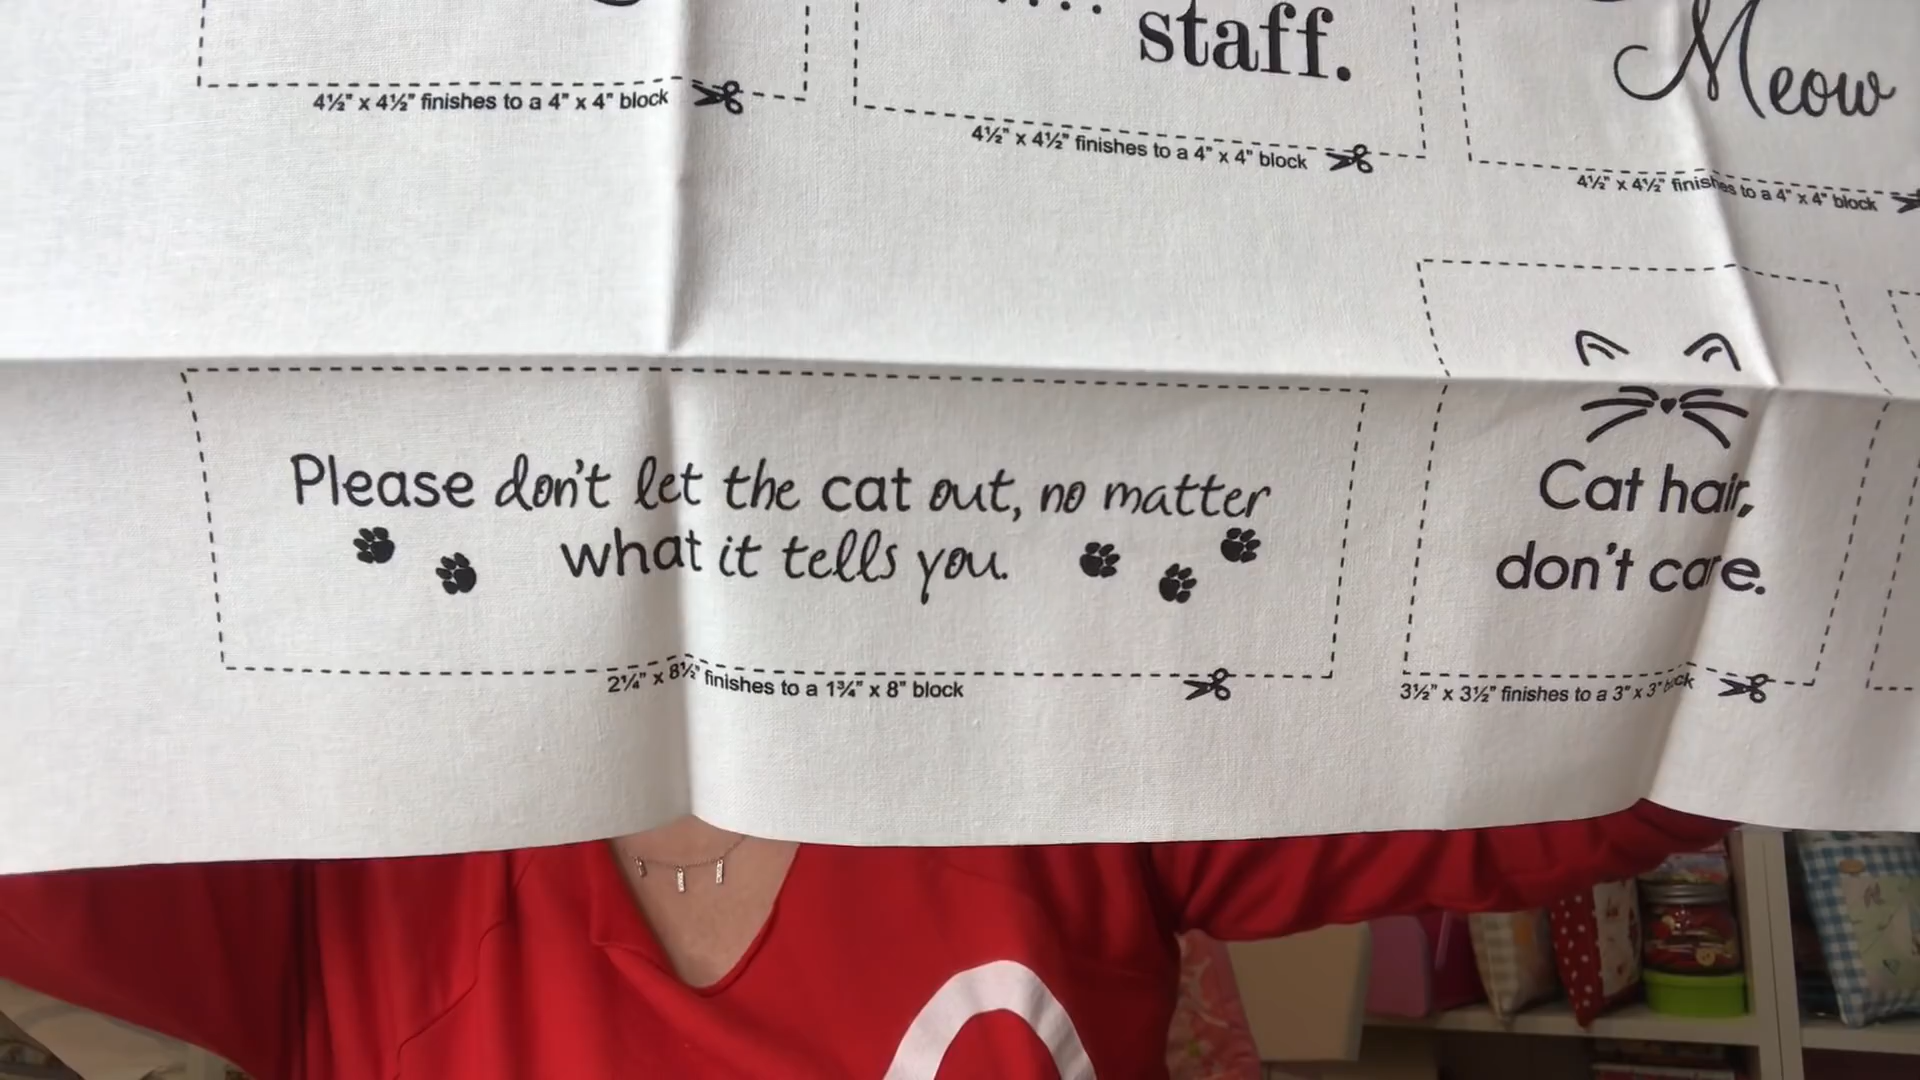 staff.
Meow
4½" x 4½" finishes to a 4" x 4" block
4½" x 4½" finishes to a 4" x 4" block
4½" x 4½" finishes to a 4" x 4" block
Please don't let the cat out, no matter
what it tells you.
2¼" x 8½" finishes to a 1¾" x 8" block
Cat hair,
don't care.
3½" x 3½" finishes to a 3" x 3" block